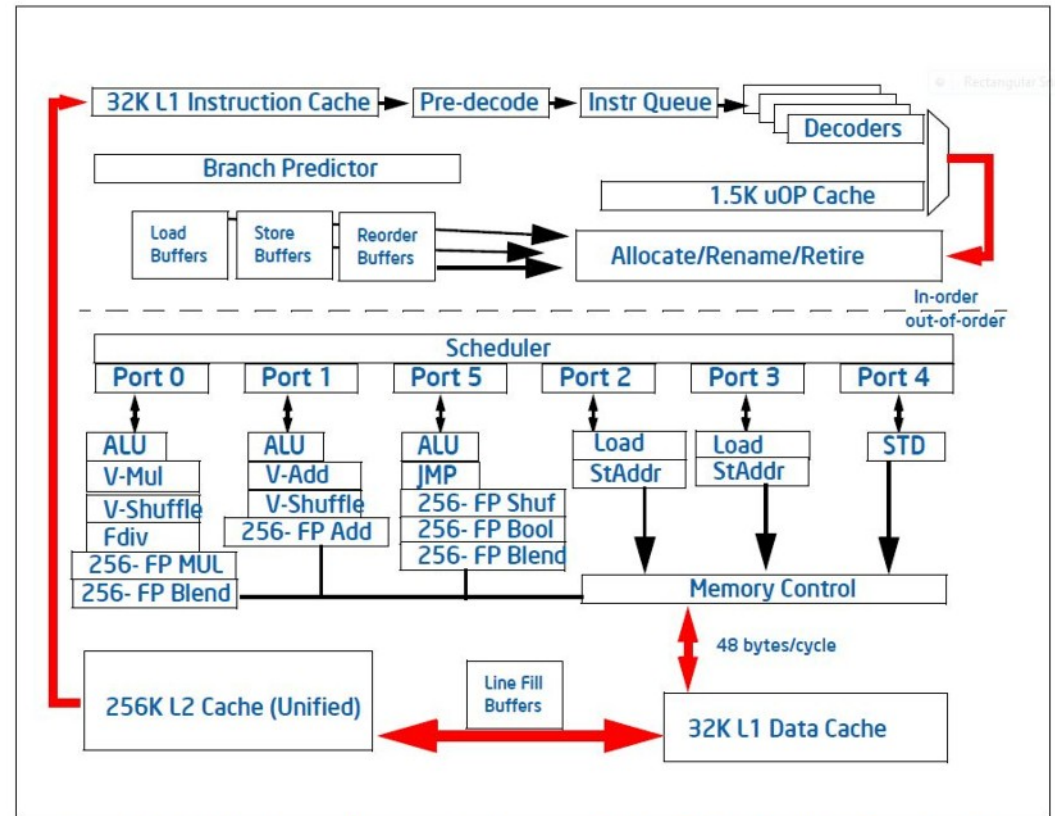 Rectangular S
32K L1 Instruction Cache
Pre-decode
Instr Queue
Decoders
Branch Predictor
1.5K uOP Cache
Load
Buffers
Store
Buffers
Reorder
Buffers
Allocate/Rename/Retire
In-order
out-of-order
Scheduler
Port 0
Port 1
Port 5
Port 2
Port 3
Port 4
ALU
V-Mul
V-Shuffle
Fdiv
256- FP MUL
256- FP Blend
ALU
V-Add
V-Shuffle
256- FP Add
ALU
JMP
256- FP Shuf
256- FP Bool
256- FP Blend
Load
StAddr
Load
StAddr
STD
Memory Control
48 bytes/cycle
256K L2 Cache (Unified)
Line Fill
Buffers
32K L1 Data Cache